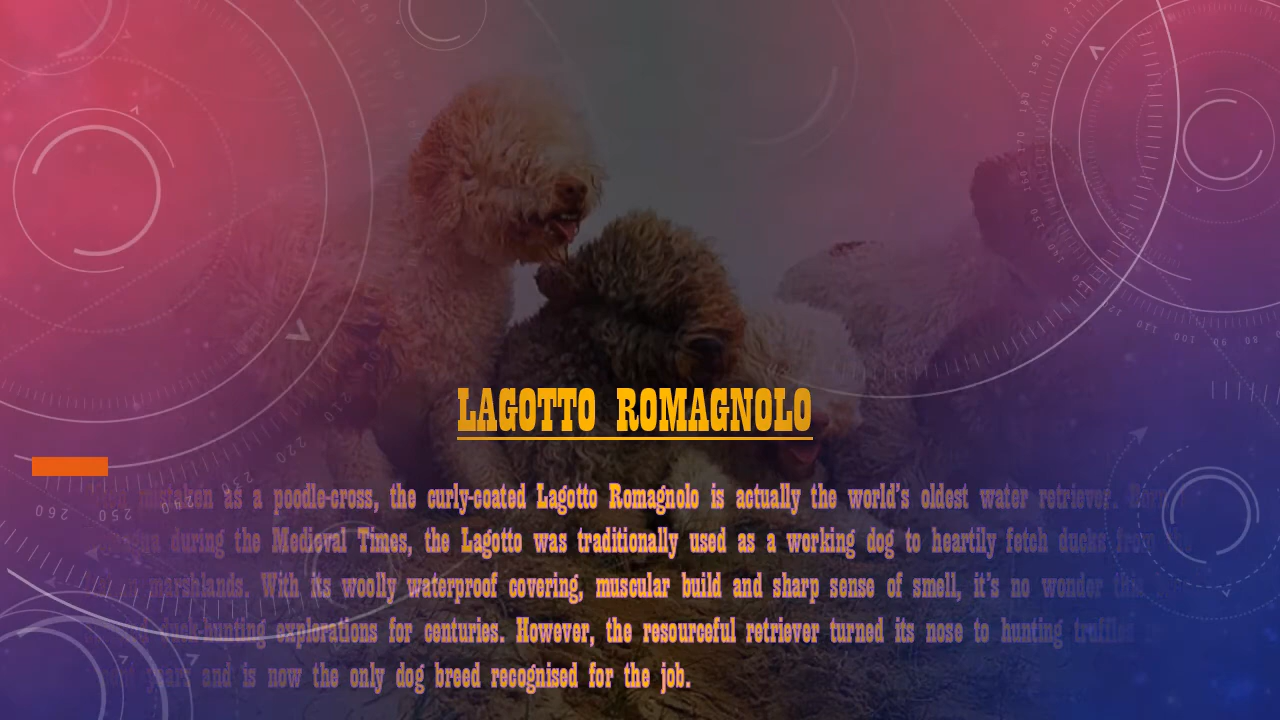 LAGOTTO ROMAGNOLO
mistaken as a poodle-cross, the curly-coated Lagotto Romagnolo is actually the world's oldest water retriever.
during the Medieval Times, the Lagotto was traditionally used as a working dog to heartily fetch ducks from
marshlands. With its woolly waterproof covering, muscular build and sharp sense of smell, it's no wonder this
duck-hunting explorations for centuries. However, the resourceful retriever turned its nose to hunting truffles
years and is now the only dog breed recognised for the job.